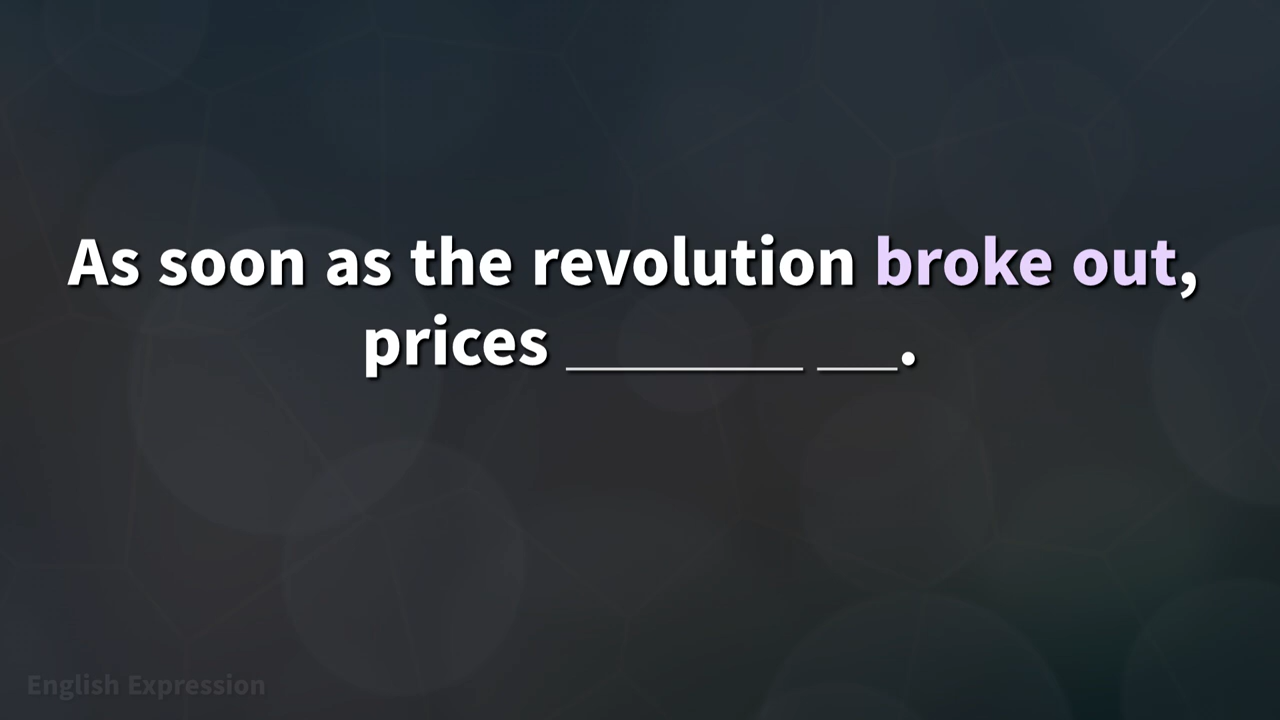 As soon as the revolution broke out,
prices ________ ___.
English Expression